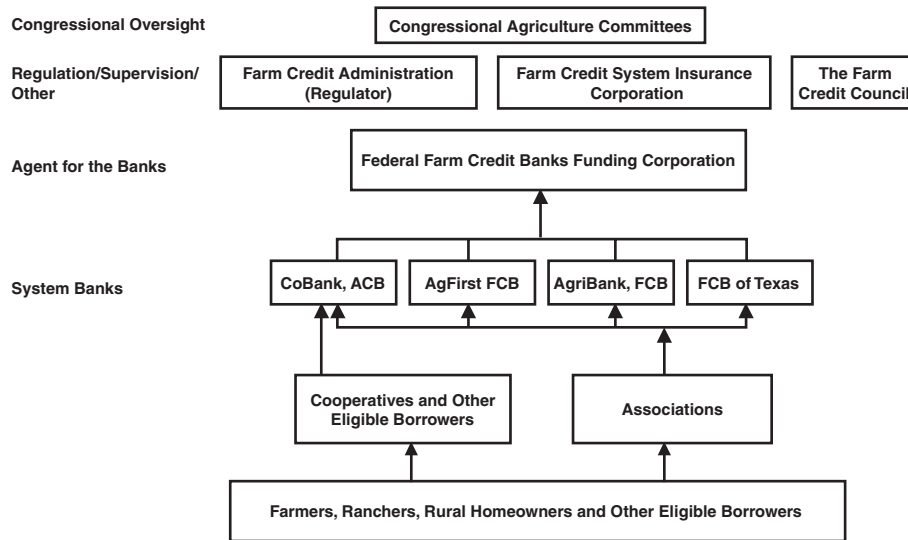 Congressional Oversight
Congressional Agriculture Committees
Regulation/Supervision/
Other
Farm Credit Administration
(Regulator)
Farm Credit System Insurance
Corporation
The Farm
Credit Council
Agent for the Banks
Federal Farm Credit Banks Funding Corporation
System Banks
CoBank, ACB
AgFirst FCB
AgriBank, FCB
FCB of Texas
Cooperatives and Other
Eligible Borrowers
Associations
Farmers, Ranchers, Rural Homeowners and Other Eligible Borrowers